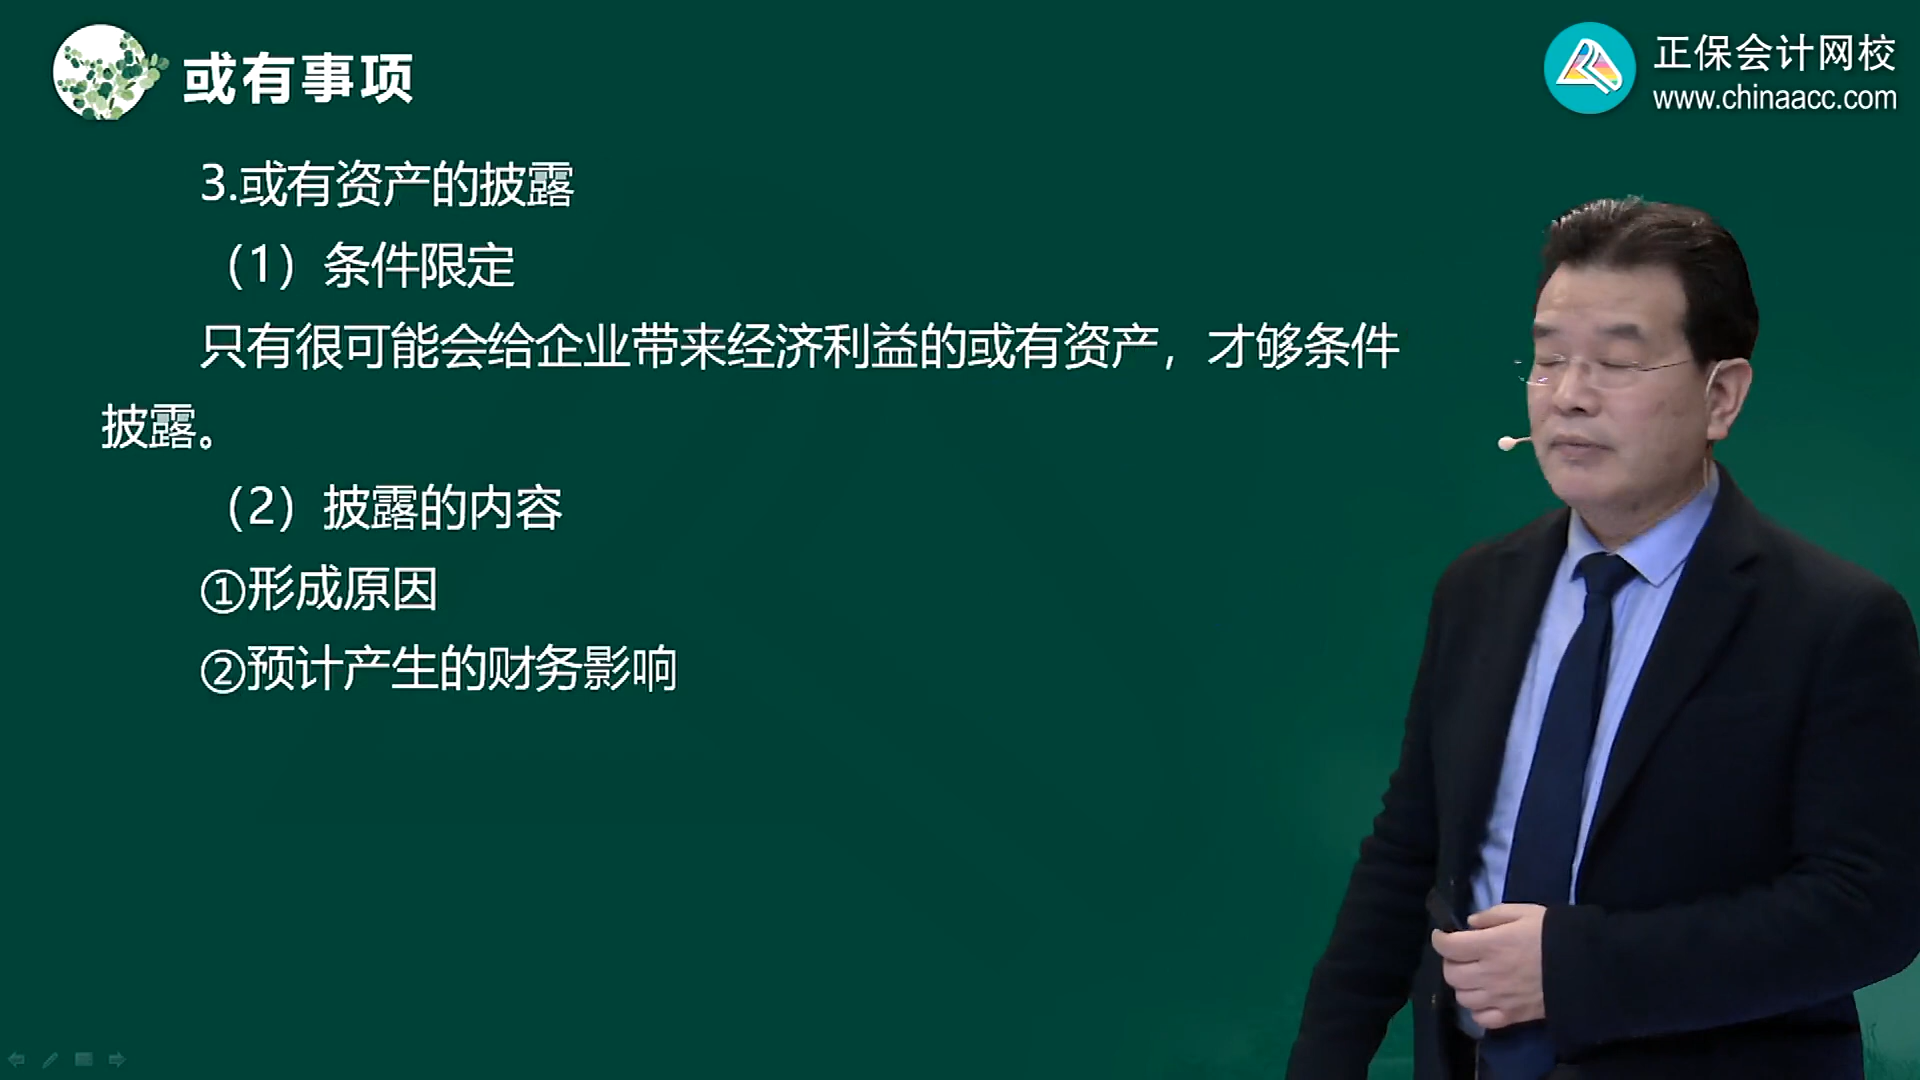 或有事项
正保会计网校
www.chinaacc.com
3.或有资产的披露
（1）条件限定
只有很可能会给企业带来经济利益的或有资产，才够条件
披露。
（2）披露的内容
①形成原因
②预计产生的财务影响